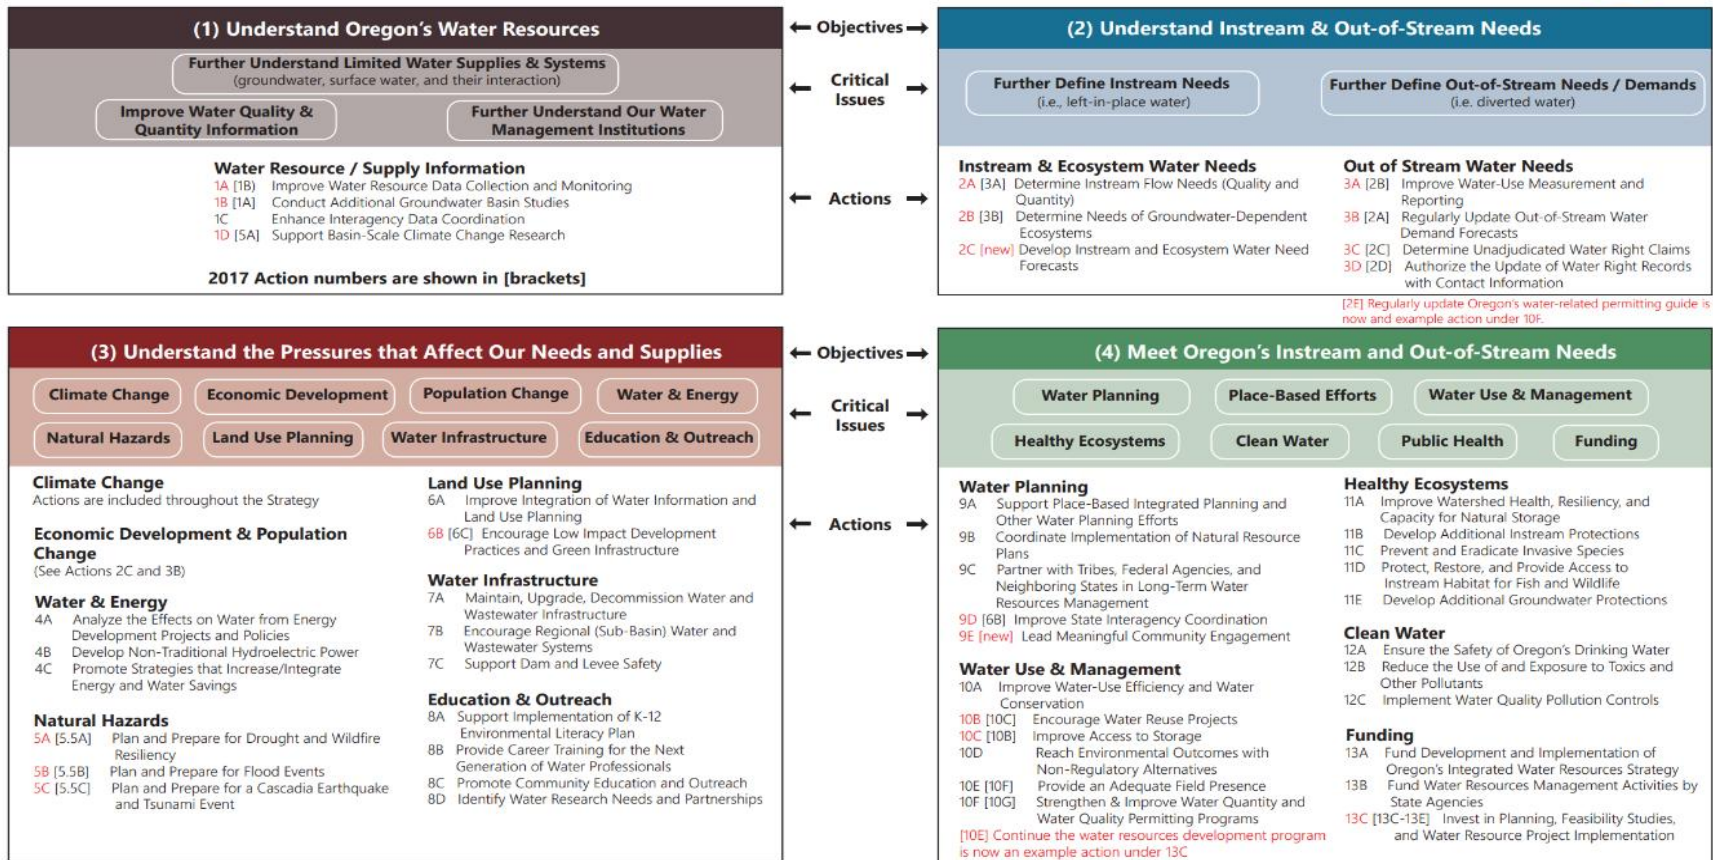 (1) Understand Oregon's Water Resources
Further Understand Limited Water Supplies & Systems
(groundwater, surface water, and their interaction)
Improve Water Quality &
Quantity Information
Further Understand Our Water
Management Institutions
Water Resource / Supply Information
1A [1B) Improve Water Resource Data Collection and Monitoring
1B [1A] Conduct Additional Groundwater Basin Studies
1C Enhance Interagency Data Coordination
1D [5A] Support Basin-Scale Climate Change Research
2017 Action numbers are shown in [brackets]
Objectives
Critical
Issues
Actions
(2) Understand Instream & Out-of-Stream Needs
Further Define Instream Needs
(i.e., left-in-place water)
Further Define Out-of-Stream Needs / Demands
(i.e. diverted water)
Instream & Ecosystem Water Needs
2A [3A] Determine Instream Flow Needs (Quality and
Quantity)
2B [3B] Determine Needs of Groundwater-Dependent
Ecosystems
2C [new] Develop Instream and Ecosystem Water Need
Forecasts
Out of Stream Water Needs
3A [2B] Improve Water-Use Measurement and
Reporting
3B [2A] Regularly Update Out-of-Stream Water
Demand Forecasts
3C [2C] Determine Unadjudicated Water Right Claims
3D [2D] Authorize the Update of Water Right Records
with Contact Information
[2E] Regularly update Oregon's water-related permitting guide is
now and example action under 10F.
(3) Understand the Pressures that Affect Our Needs and Supplies
Climate Change
Economic Development
Population Change
Water & Energy
Natural Hazards
Land Use Planning
Water Infrastructure
Education & Outreach
Climate Change
Actions are included throughout the Strategy
Economic Development & Population
Change
(See Actions 2C and 3B)
Water & Energy
4A Analyze the Effects on Water from Energy
Development Projects and Policies
4B Develop Non-Traditional Hydroelectric Power
4C Promote Strategies that Increase/Integrate
Energy and Water Savings
Natural Hazards
5A [5.5A] Plan and Prepare for Drought and Wildfire
Resiliency
5B [5.5B] Plan and Prepare for Flood Events
5C [5.5C] Plan and Prepare for a Cascadia Earthquake
and Tsunami Event
Land Use Planning
6A Improve Integration of Water Information and
Land Use Planning
6B [6C] Encourage Low Impact Development
Practices and Green Infrastructure
Water Infrastructure
7A Maintain, Upgrade, Decommission Water and
Wastewater Infrastructure
7B Encourage Regional (Sub-Basin) Water and
Wastewater Systems
7C Support Dam and Levee Safety
Education & Outreach
8A Support Implementation of K-12
Environmental Literacy Plan
8B Provide Career Training for the Next
Generation of Water Professionals
8C Promote Community Education and Outreach
8D Identify Water Research Needs and Partnerships
Objectives
Critical
Issues
Actions
(4) Meet Oregon's Instream and Out-of-Stream Needs
Water Planning
Place-Based Efforts
Water Use & Management
Healthy Ecosystems
Clean Water
Public Health
Funding
Water Planning
9A Support Place-Based Integrated Planning and
Other Water Planning Efforts
9B Coordinate Implementation of Natural Resource
Plans
9C Partner with Tribes, Federal Agencies, and
Neighboring States in Long-Term Water
Resources Management
9D [6B] Improve State Interagency Coordination
9E [new] Lead Meaningful Community Engagement
Water Use & Management
10A Improve Water-Use Efficiency and Water
Conservation
10B [10C] Encourage Water Reuse Projects
10C [10B] Improve Access to Storage
10D Reach Environmental Outcomes with
Non-Regulatory Alternatives
10E [10F] Provide an Adequate Field Presence
10F [10G] Strengthen & Improve Water Quantity and
Water Quality Permitting Programs
[10E] Continue the water resources development program
is now an example action under 13C
Healthy Ecosystems
11A Improve Watershed Health, Resiliency, and
Capacity for Natural Storage
11B Develop Additional Instream Protections
11C Prevent and Eradicate Invasive Species
11D Protect, Restore, and Provide Access to
Instream Habitat for Fish and Wildlife
11E Develop Additional Groundwater Protections
Clean Water
12A Ensure the Safety of Oregon's Drinking Water
12B Reduce the Use of and Exposure to Toxics and
Other Pollutants
12C Implement Water Quality Pollution Controls
Funding
13A Fund Development and Implementation of
Oregon's Integrated Water Resources Strategy
13B Fund Water Resources Management Activities by
State Agencies
13C [13C-13E] Invest in Planning, Feasibility Studies,
and Water Resource Project Implementation